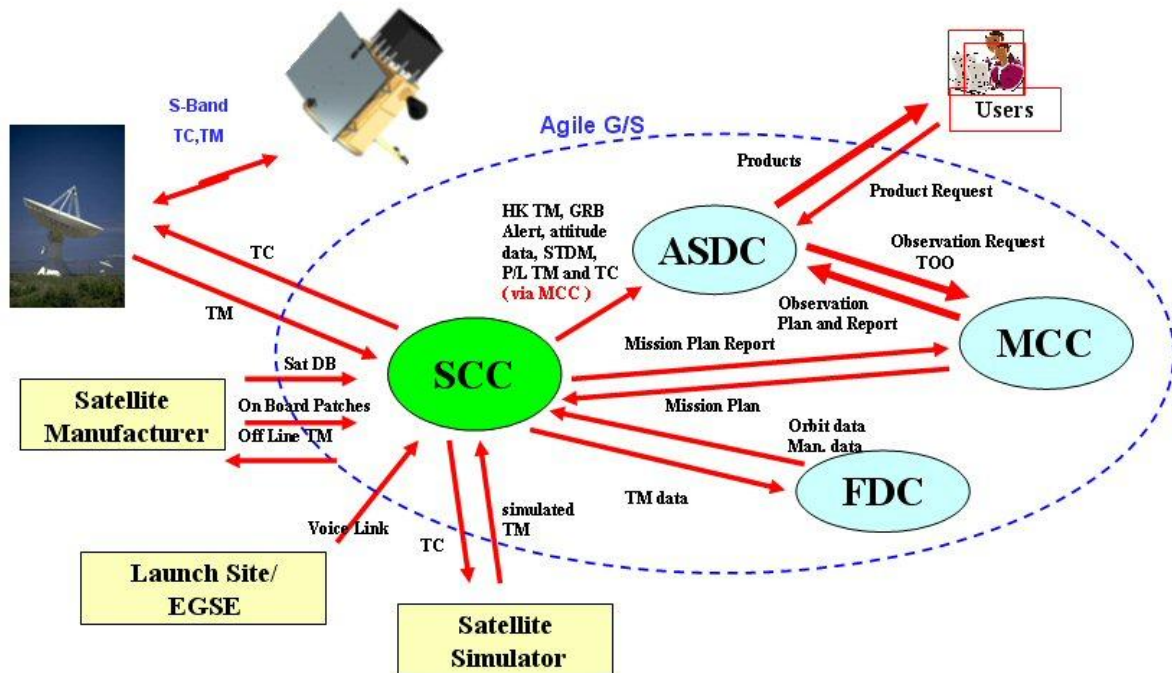 S-Band
TC,TM
Agile G/S
Users
Products
Product Request
HK TM, GRB
Alert, attitude
data, STDM,
P/L TM and TC
( via MCC )
ASDC
Observation Request
TOO
Observation
Plan and Report
MCC
TC
TM
SCC
Mission Plan Report
Mission Plan
Sat DB
On Board Patches
Off Line TM
Satellite
Manufacturer
Orbit data
Man. data
FDC
TM data
Voice Link
Launch Site/
EGSE
TC
simulated
TM
Satellite
Simulator